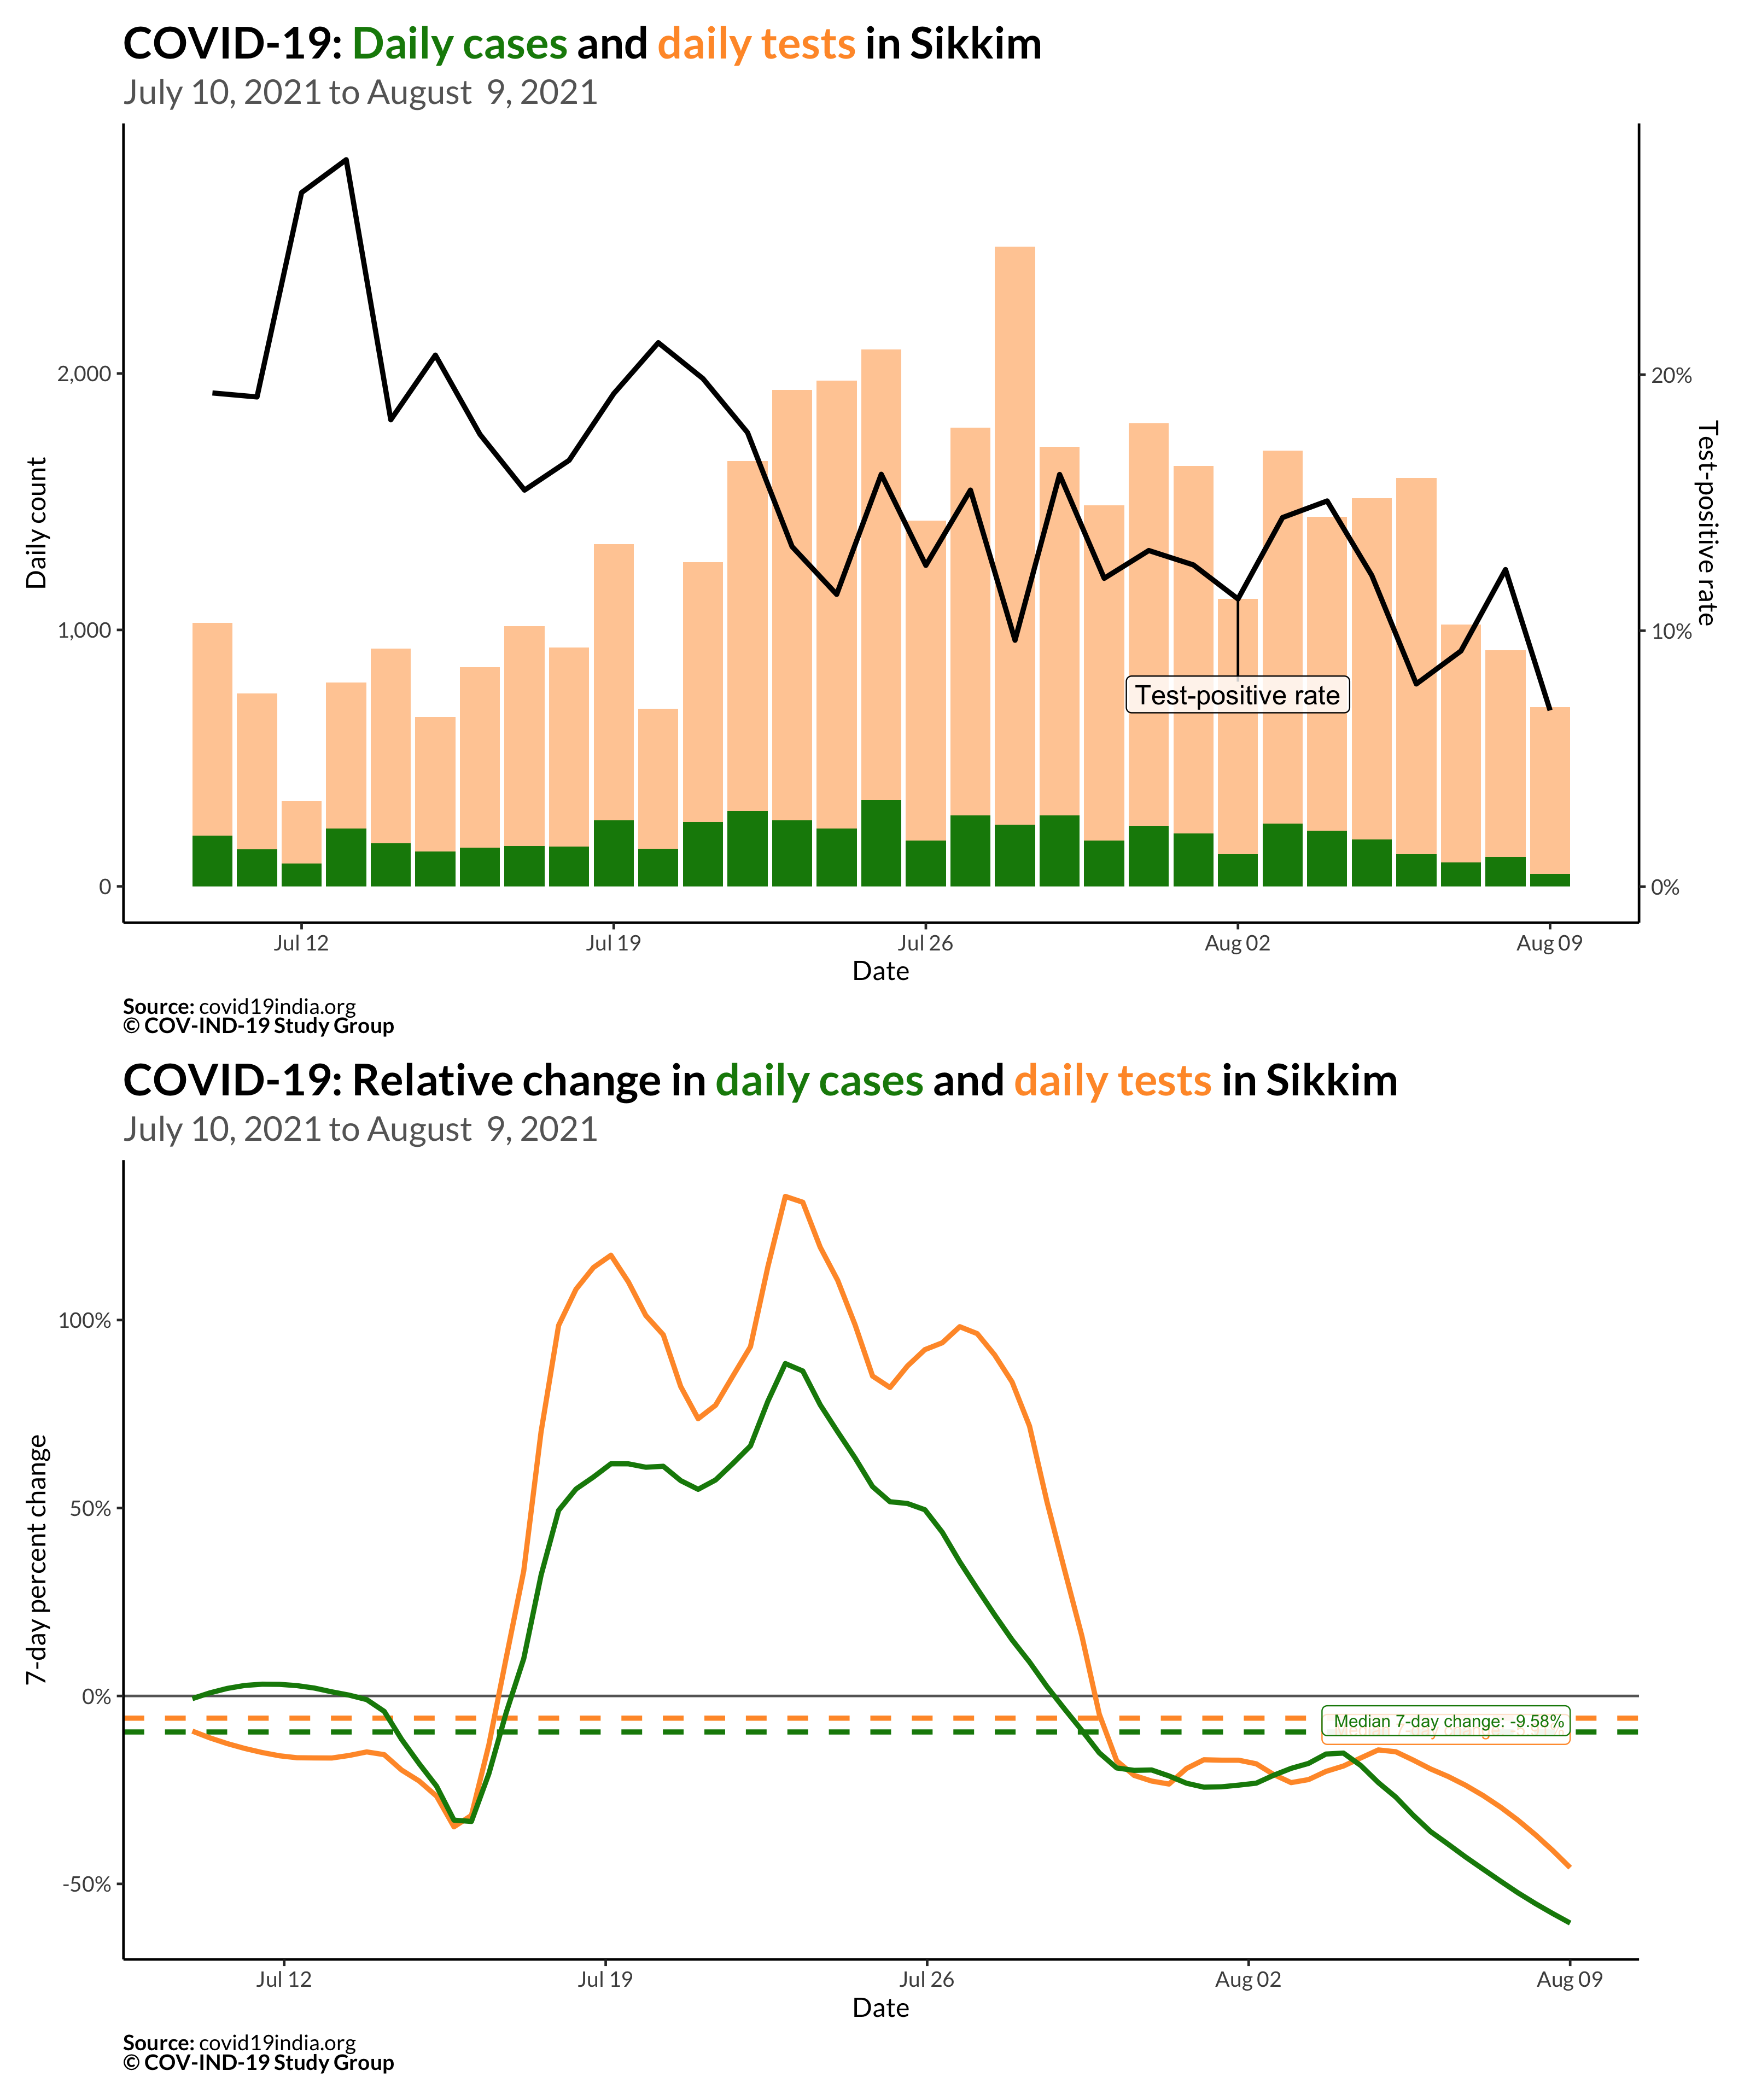 COVID-19: Daily cases and daily tests in Sikkim
July 10, 2021 to August  9, 2021
Daily count
2,000
1,000
0
20%
10%
0%
Test-positive rate
Test-positive rate
Jul 12
Jul 19
Jul 26
Aug 02
Aug 09
Date
Source: covid19india.org
© COV-IND-19 Study Group
COVID-19: Relative change in daily cases and daily tests in Sikkim
July 10, 2021 to August  9, 2021
7-day percent change
100%
50%
0%
-50%
Median 7-day change: -9.58%
Jul 12
Jul 19
Jul 26
Aug 02
Aug 09
Date
Source: covid19india.org
© COV-IND-19 Study Group